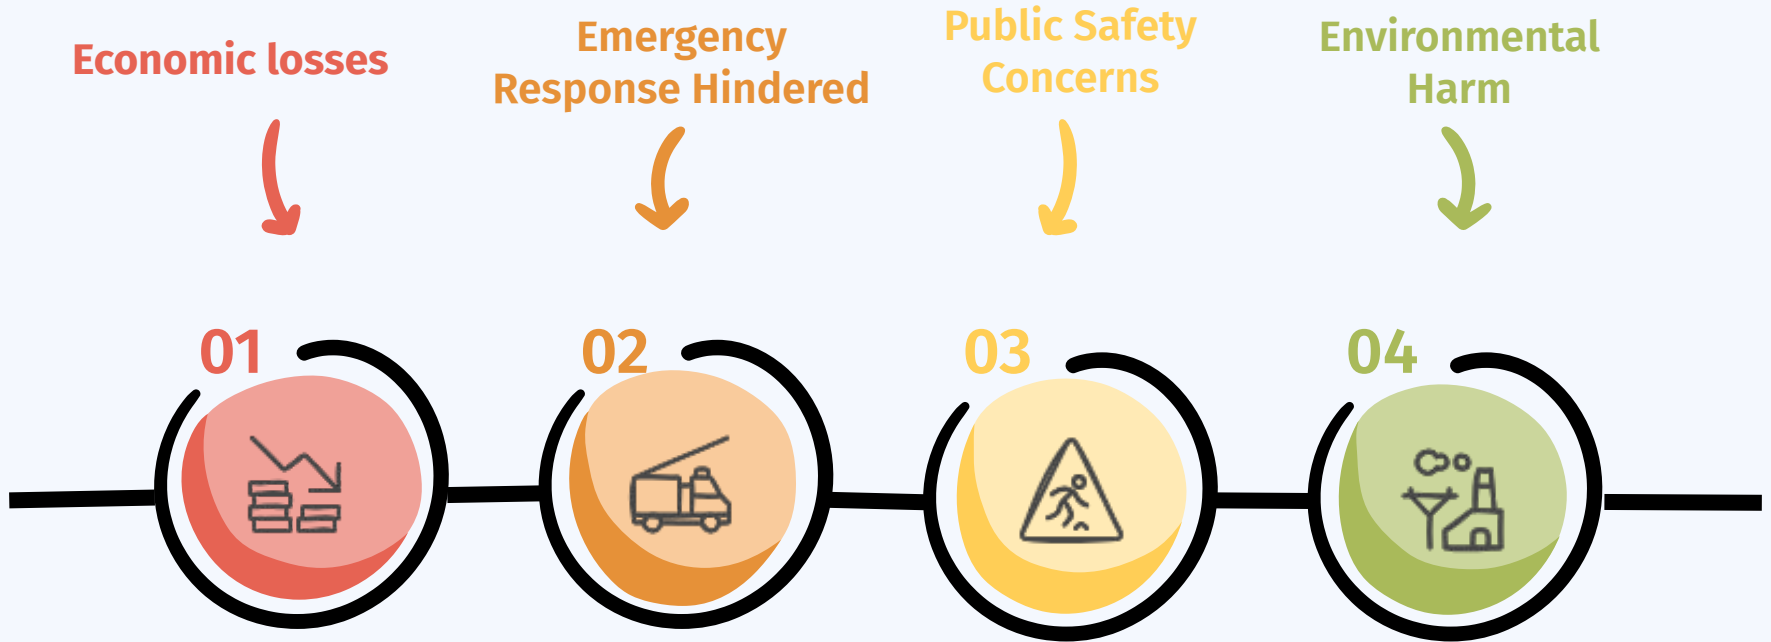 Economic losses
Emergency
Response Hindered
Public Safety
Concerns
Environmental
Harm
01
02
03
04